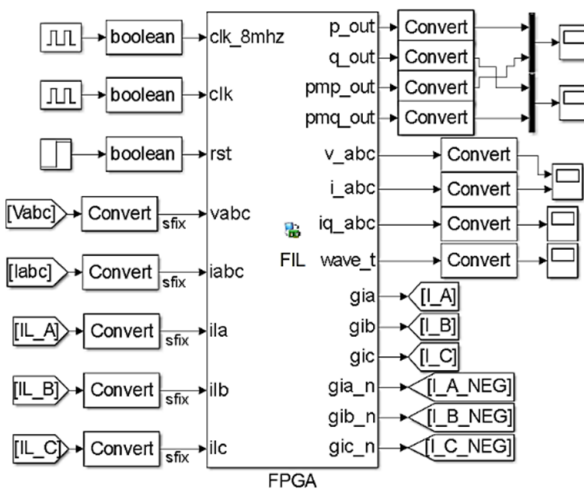 boolean clk_8mhz p_out Convert
q_out Convert
boolean clk pmp_out Convert
pmq_out Convert
boolean rst v_abc Convert
i_abc Convert
[Vabc] Convert sfix vabc iq_abc Convert
FIL wave_t Convert
[Iabc] Convert sfix iabc
gia [I_A]
[IL_A] Convert sfix ila gib [I_B]
gic [I_C]
[IL_B] Convert sfix ilb gia_n [I_A_NEG]
gib_n [I_B_NEG]
[IL_C] Convert sfix ilc gic_n [I_C_NEG]
FPGA